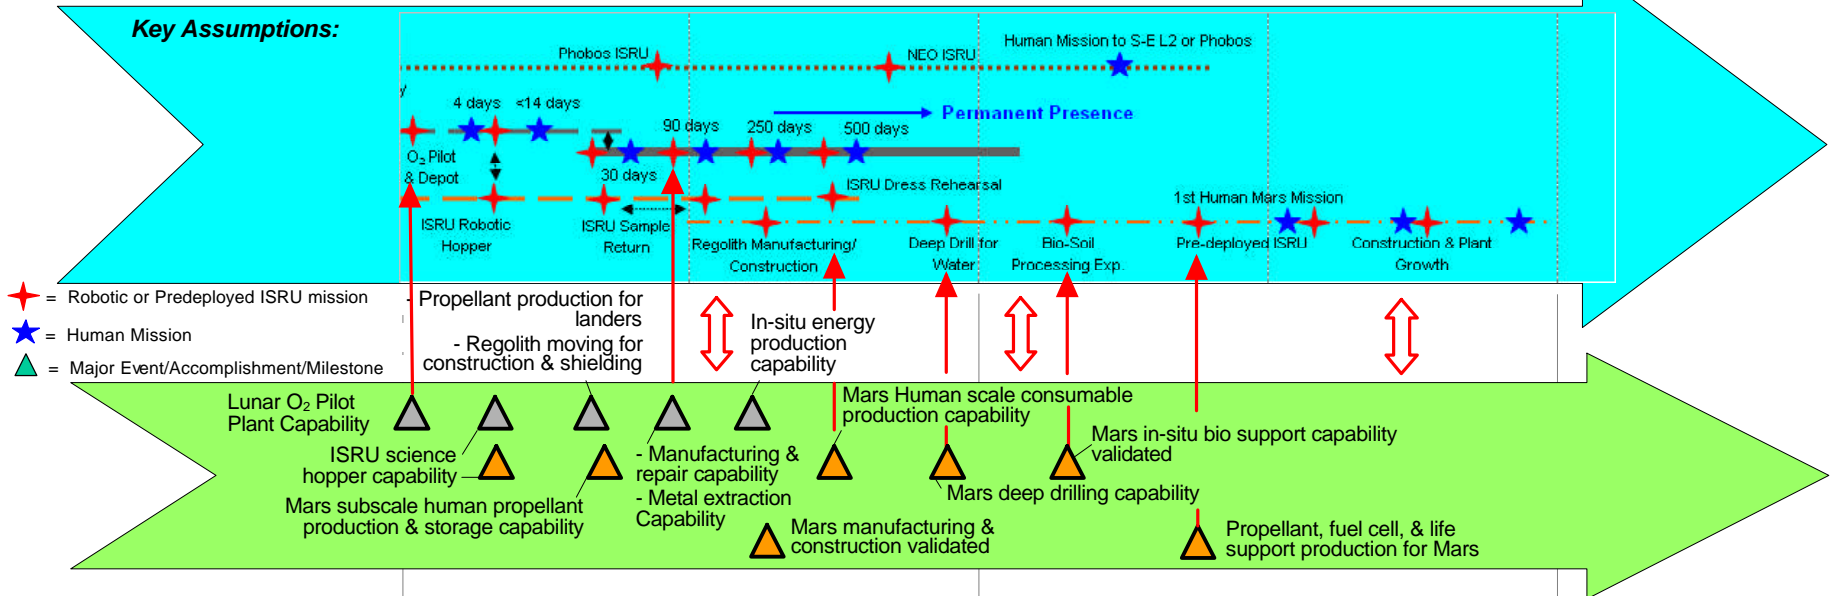 Key Assumptions:
Phobos ISRU
NEO ISRU
Human Mission to S-E L2 or Phobos
y
4 days
<14 days
90 days
250 days
500 days
Permanent Presence
O₂ Pilot
& Depot
30 days
ISRU Dress Rehearsal
1st Human Mars Mission
ISRU Robotic
Hopper
ISRU Sample
Return
Regolith Manufacturing/
Construction
Deep Drill for
Water
Bio-Soil
Processing Exp.
Pre-deployed ISRU
Construction & Plant
Growth
= Robotic or Predeployed ISRU mission
= Human Mission
= Major Event/Accomplishment/Milestone
- Propellant production for
landers
- Regolith moving for
construction & shielding
In-situ energy
production
capability
Lunar O₂ Pilot
Plant Capability
ISRU science
hopper capability
Mars subscale human propellant
production & storage capability
- Manufacturing &
repair capability
- Metal extraction
Capability
Mars Human scale consumable
production capability
Mars in-situ bio support capability
validated
Mars deep drilling capability
Mars manufacturing &
construction validated
Propellant, fuel cell, & life
support production for Mars